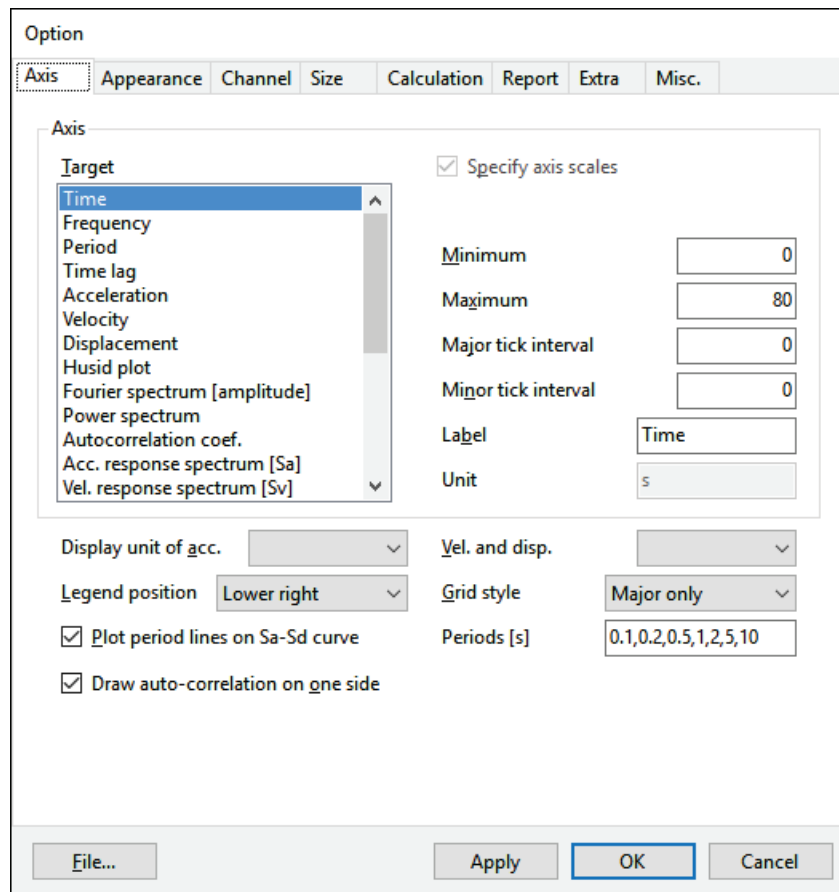 Option
Axis Appearance Channel Size Calculation Report Extra Misc.
Axis
Target
Specify axis scales
Time
Frequency
Period
Time lag
Acceleration
Velocity
Displacement
Husid plot
Fourier spectrum [amplitude]
Power spectrum
Autocorrelation coef.
Acc. response spectrum [Sa]
Vel. response spectrum [Sv]
Minimum 0
Maximum 80
Major tick interval 0
Minor tick interval 0
Label Time
Unit s
Display unit of acc. Vel. and disp.
Legend position Lower right Grid style Major only
Plot period lines on Sa-Sd curve Periods [s] 0.1,0.2,0.5,1,2,5,10
Draw auto-correlation on one side
File... Apply OK Cancel